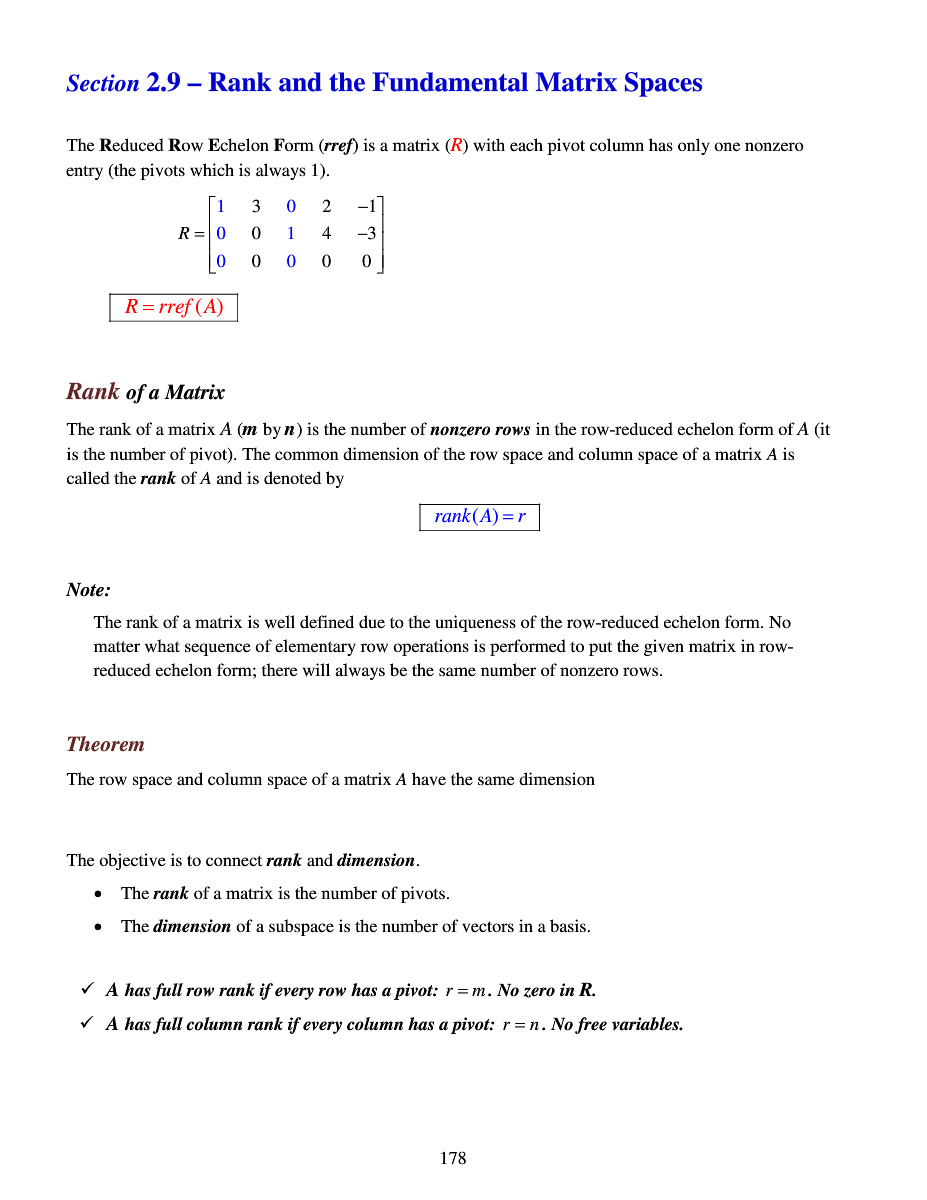 Section 2.9 – Rank and the Fundamental Matrix Spaces
The Reduced Row Echelon Form (rref) is a matrix (R) with each pivot column has only one nonzero
entry (the pivots which is always 1).
R = [1 3 0 2 −1
0 0 1 4 −3
0 0 0 0 0]
R = rref (A)
Rank of a Matrix
The rank of a matrix A (m by n) is the number of nonzero rows in the row-reduced echelon form of A (it
is the number of pivot). The common dimension of the row space and column space of a matrix A is
called the rank of A and is denoted by
rank(A) = r
Note:
The rank of a matrix is well defined due to the uniqueness of the row-reduced echelon form. No
matter what sequence of elementary row operations is performed to put the given matrix in row-
reduced echelon form; there will always be the same number of nonzero rows.
Theorem
The row space and column space of a matrix A have the same dimension
The objective is to connect rank and dimension.
• The rank of a matrix is the number of pivots.
• The dimension of a subspace is the number of vectors in a basis.
✓ A has full row rank if every row has a pivot: r = m. No zero in R.
✓ A has full column rank if every column has a pivot: r = n. No free variables.
178